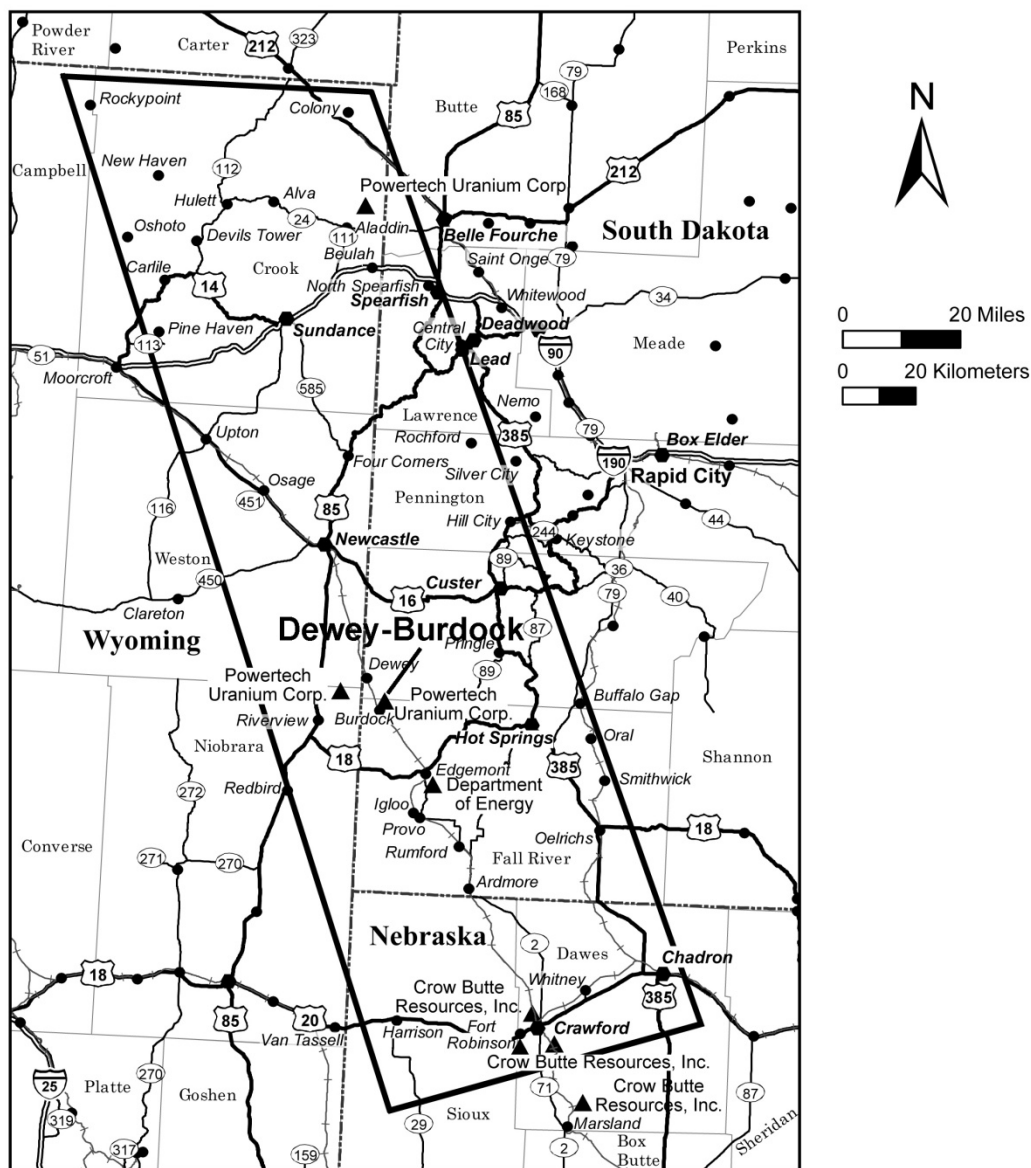 Powder
River
Carter
212
323
Perkins
79
168
Butte
85
Rockypoint
Colony
N
Campbell
New Haven
112
Powertech Uranium Corp
212
Hulett
Alva
24
Oshoto
Devils Tower
111
Aladdin
Belle Fourche
South Dakota
Crook
Beulah
Saint Onge
79
Carlile
14
North Spearfish
Spearfish
Whitewood
34
0
20 Miles
Sundance
Central
City
Deadwood
Pine Haven
113
51
Moorcroft
Lead
90
Meade
0
20 Kilometers
585
Nemo
79
Lawrence
385
Rochford
Box Elder
Upton
Four Corners
Silver City
190
Rapid City
Osage
451
Pennington
85
116
44
Hill City
244
Newcastle
Keystone
89
36
Weston
450
Custer
79
40
16
Clareton
87
Wyoming
Dewey-Burdock
Pringle
89
Dewey
Powertech
Uranium Corp.
Powertech
Uranium Corp.
Buffalo Gap
Riverview
Burdock
Hot Springs
Oral
Niobrara
18
385
Shannon
Edgemont
Smithwick
272
Redbird
Department
of Energy
Igloo
Provo
Oelrichs
18
Converse
271
270
Rumford
Fall River
Ardmore
Nebraska
2
Dawes
Chadron
18
Whitney
Crow Butte
Resources, Inc.
385
85
20
Van Tassell
Harrison
Fort
Robinson
Crawford
Crow Butte Resources, Inc.
25
Platte
270
Goshen
71
Crow Butte
Resources, Inc.
87
319
Sioux
29
Marsland
317
159
2
Box
Butte
Sheridan